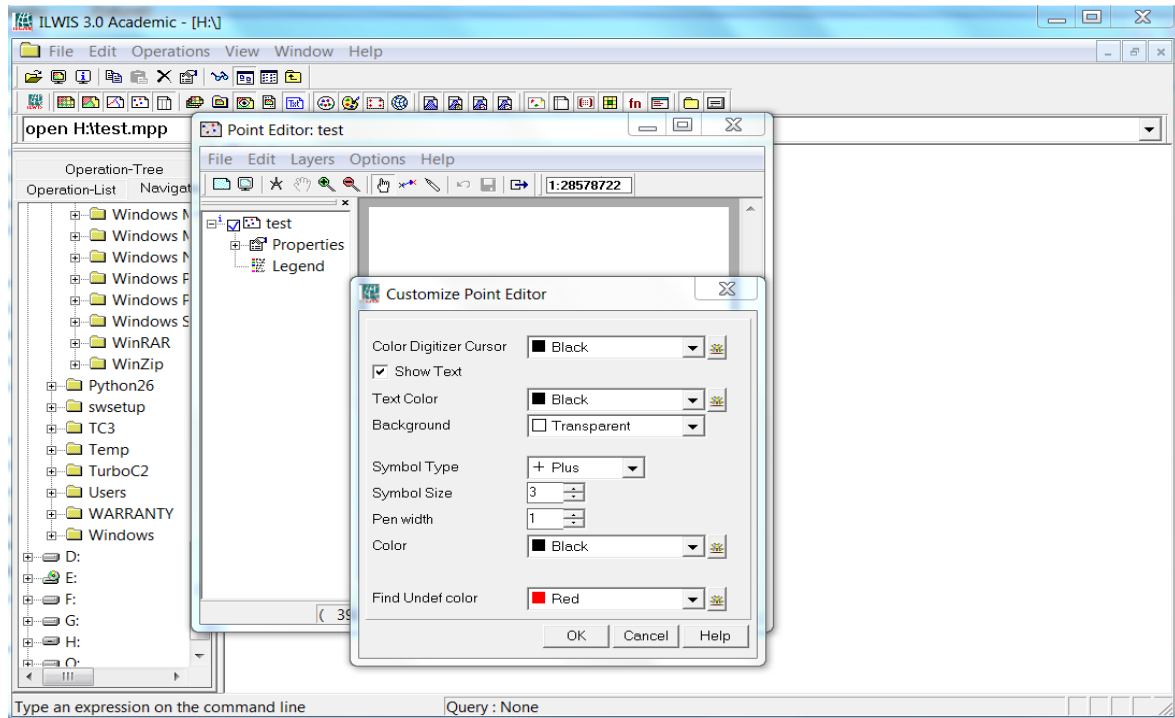 ILWIS 3.0 Academic - [H:\]
File Edit Operations View Window Help
Txt fn
open H:\test.mpp
Operation-Tree
Operation-List Navigat
Windows
Windows
Windows
Windows
Windows
Windows
WinRAR
WinZip
Python26
swsetup
TC3
Temp
TurboC2
Users
WARRANTY
Windows
D:
E:
F:
G:
H:
Point Editor: test
File Edit Layers Options Help
1:28578722
test
Properties
Legend
( 39
Customize Point Editor
Color Digitizer Cursor Black
Show Text
Text Color Black
Background Transparent
Symbol Type Plus
Symbol Size 3
Pen width 1
Color Black
Find Undef color Red
OK Cancel Help
Type an expression on the command line Query : None